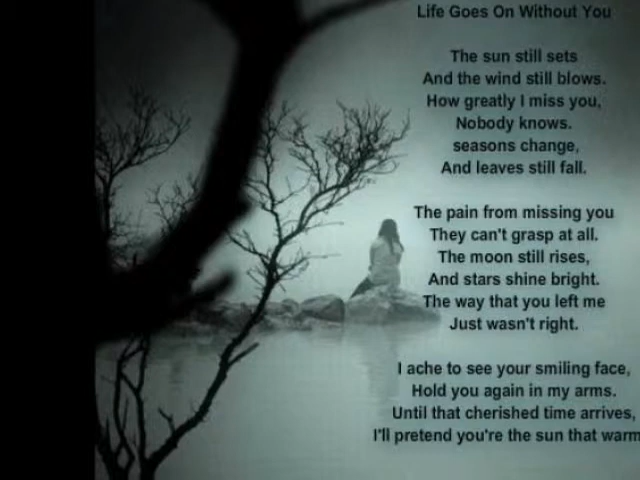 Life Goes On Without You
The sun still sets
And the wind still blows.
How greatly I miss you,
Nobody knows.
seasons change,
And leaves still fall.
The pain from missing you
They can't grasp at all.
The moon still rises,
And stars shine bright.
The way that you left me
Just wasn't right.
I ache to see your smiling face,
Hold you again in my arms.
Until that cherished time arrives,
I'll pretend you're the sun that warm